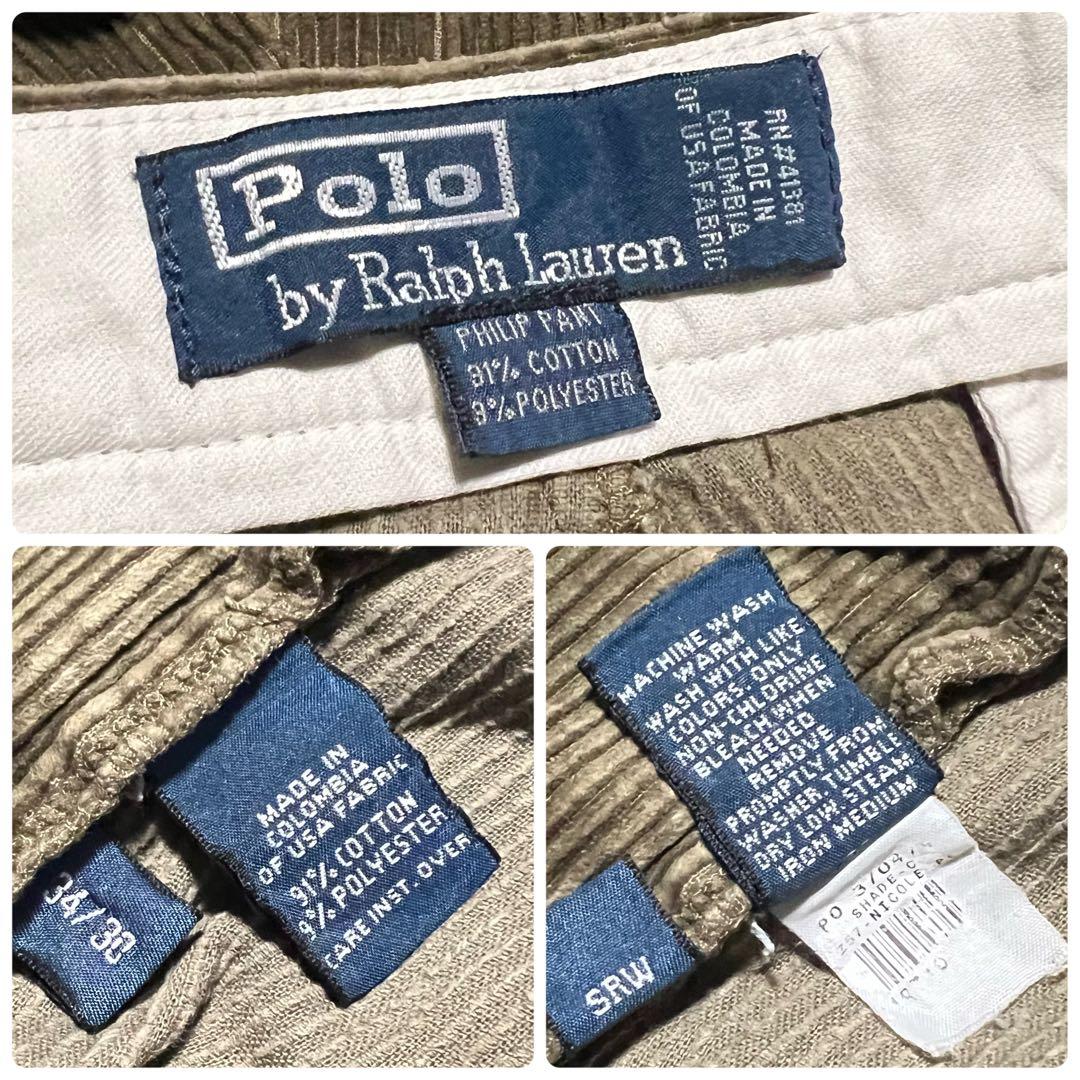 Polo
by Ralph Lauren
RN#41381
MADE IN
COLOMBIA
OF USA FABRIC
PHILIP PANT
91% COTTON
9% POLYESTER
34/30
MADE IN
COLOMBIA
OF USA FABRIC
91% COTTON
9% POLYESTER
CARE INST. OVER
MACHINE WASH
WARM
WASH WITH LIKE
COLORS. ONLY
NON-CHLORINE
BLEACH WHEN
NEEDED
REMOVE
PROMPTLY FROM
WASHER TUMBLE
DRY LOW STEAM
IRON MEDIUM
SRW
PO
SHADE
NICOLE